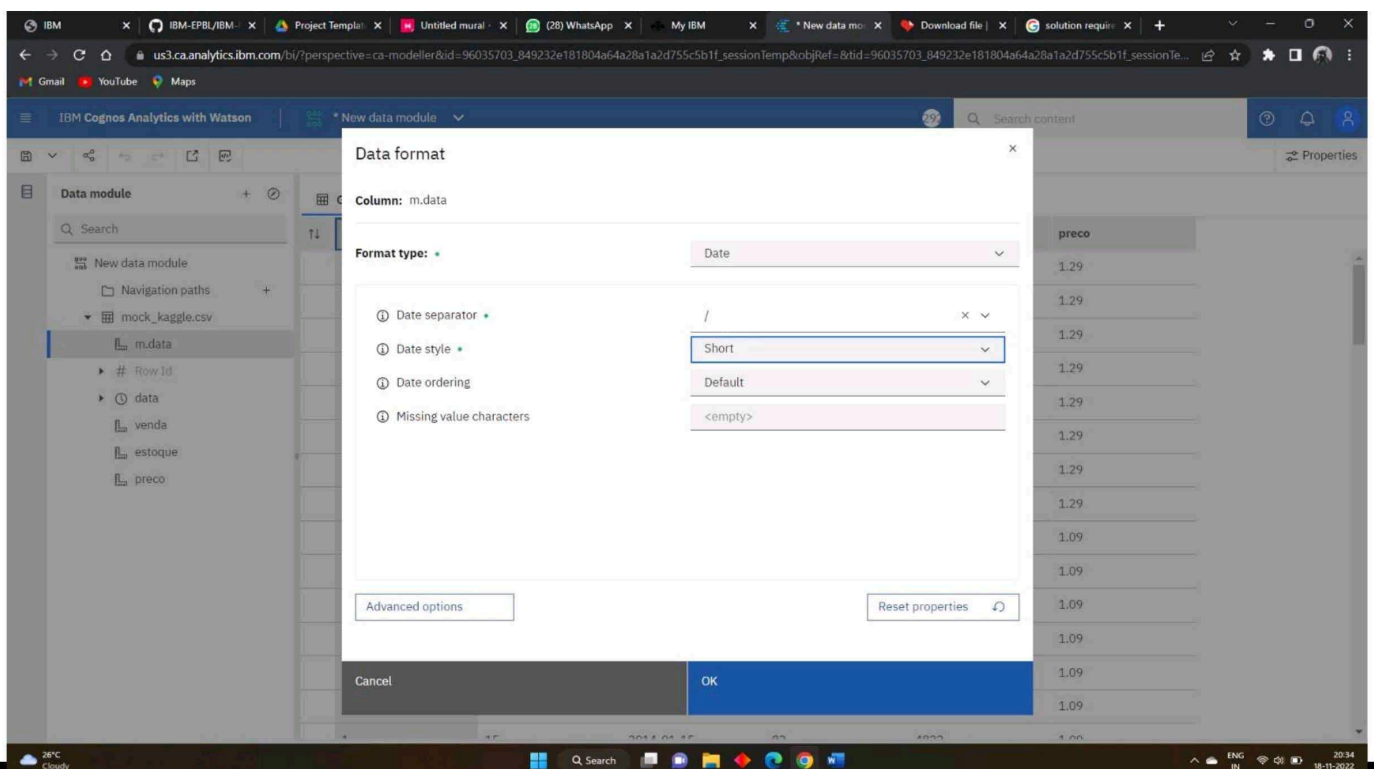 IBM
IBM-EPBL/IBM-
Project Templat
Untitled mural -
(28) WhatsApp
My IBM
* New data mo
Download file |
solution require
us3.ca.analytics.ibm.com/bi/?perspective=ca-modeller&id=96035703_849232e181804a64a28a1a2d755c5b1f_sessionTemp&objRef=&tid=96035703_849232e181804a64a28a1a2d755c5b1f_sessionTe...
Gmail YouTube Maps
IBM Cognos Analytics with Watson
* New data module
Search content
Properties
Data module
Search
New data module
Navigation paths
mock_kaggle.csv
m.data
# Row Id
data
venda
estoque
preco
Data format
Column: m.data
Format type: Date
Date separator /
Date style Short
Date ordering Default
Missing value characters <empty>
Advanced options
Reset properties
Cancel
OK
preco
1.29
1.29
1.29
1.29
1.29
1.29
1.29
1.29
1.09
1.09
1.09
1.09
1.09
1.09
26°C
Cloudy
Search
ENG
IN
20:34
18-11-2022